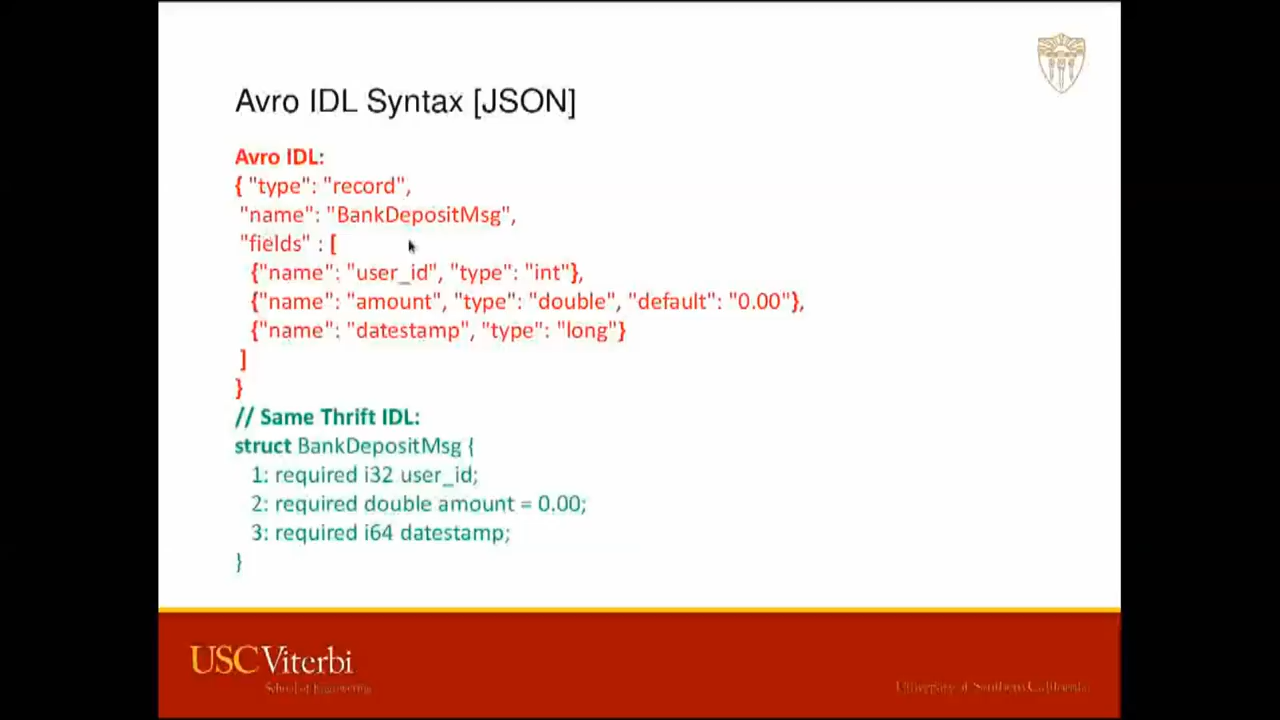 Avro IDL Syntax [JSON]
Avro IDL:
{ "type": "record",
"name": "BankDepositMsg",
"fields" : [
{"name": "user_id", "type": "int"},
{"name": "amount", "type": "double", "default": "0.00"},
{"name": "datestamp", "type": "long"}
]
}
// Same Thrift IDL:
struct BankDepositMsg {
1: required i32 user_id;
2: required double amount = 0.00;
3: required i64 datestamp;
}
USC Viterbi
School of Engineering
University of Southern California